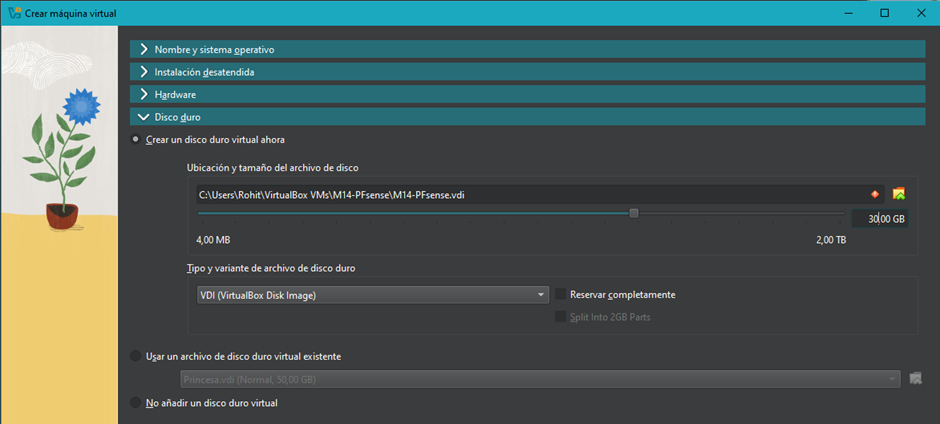 Crear máquina virtual
Nombre y sistema operativo
Instalación desatendida
Hardware
Disco duro
Crear un disco duro virtual ahora
Ubicación y tamaño del archivo de disco
C:\Users\Rohit\VirtualBox VMs\M14-PFsense\M14-PFsense.vdi
30,00 GB
4,00 MB 2,00 TB
Tipo y variante de archivo de disco duro
VDI (VirtualBox Disk Image) Reservar completamente
Split Into 2GB Parts
Usar un archivo de disco duro virtual existente
Princesa.vdi (Normal, 50,00 GB)
No añadir un disco duro virtual